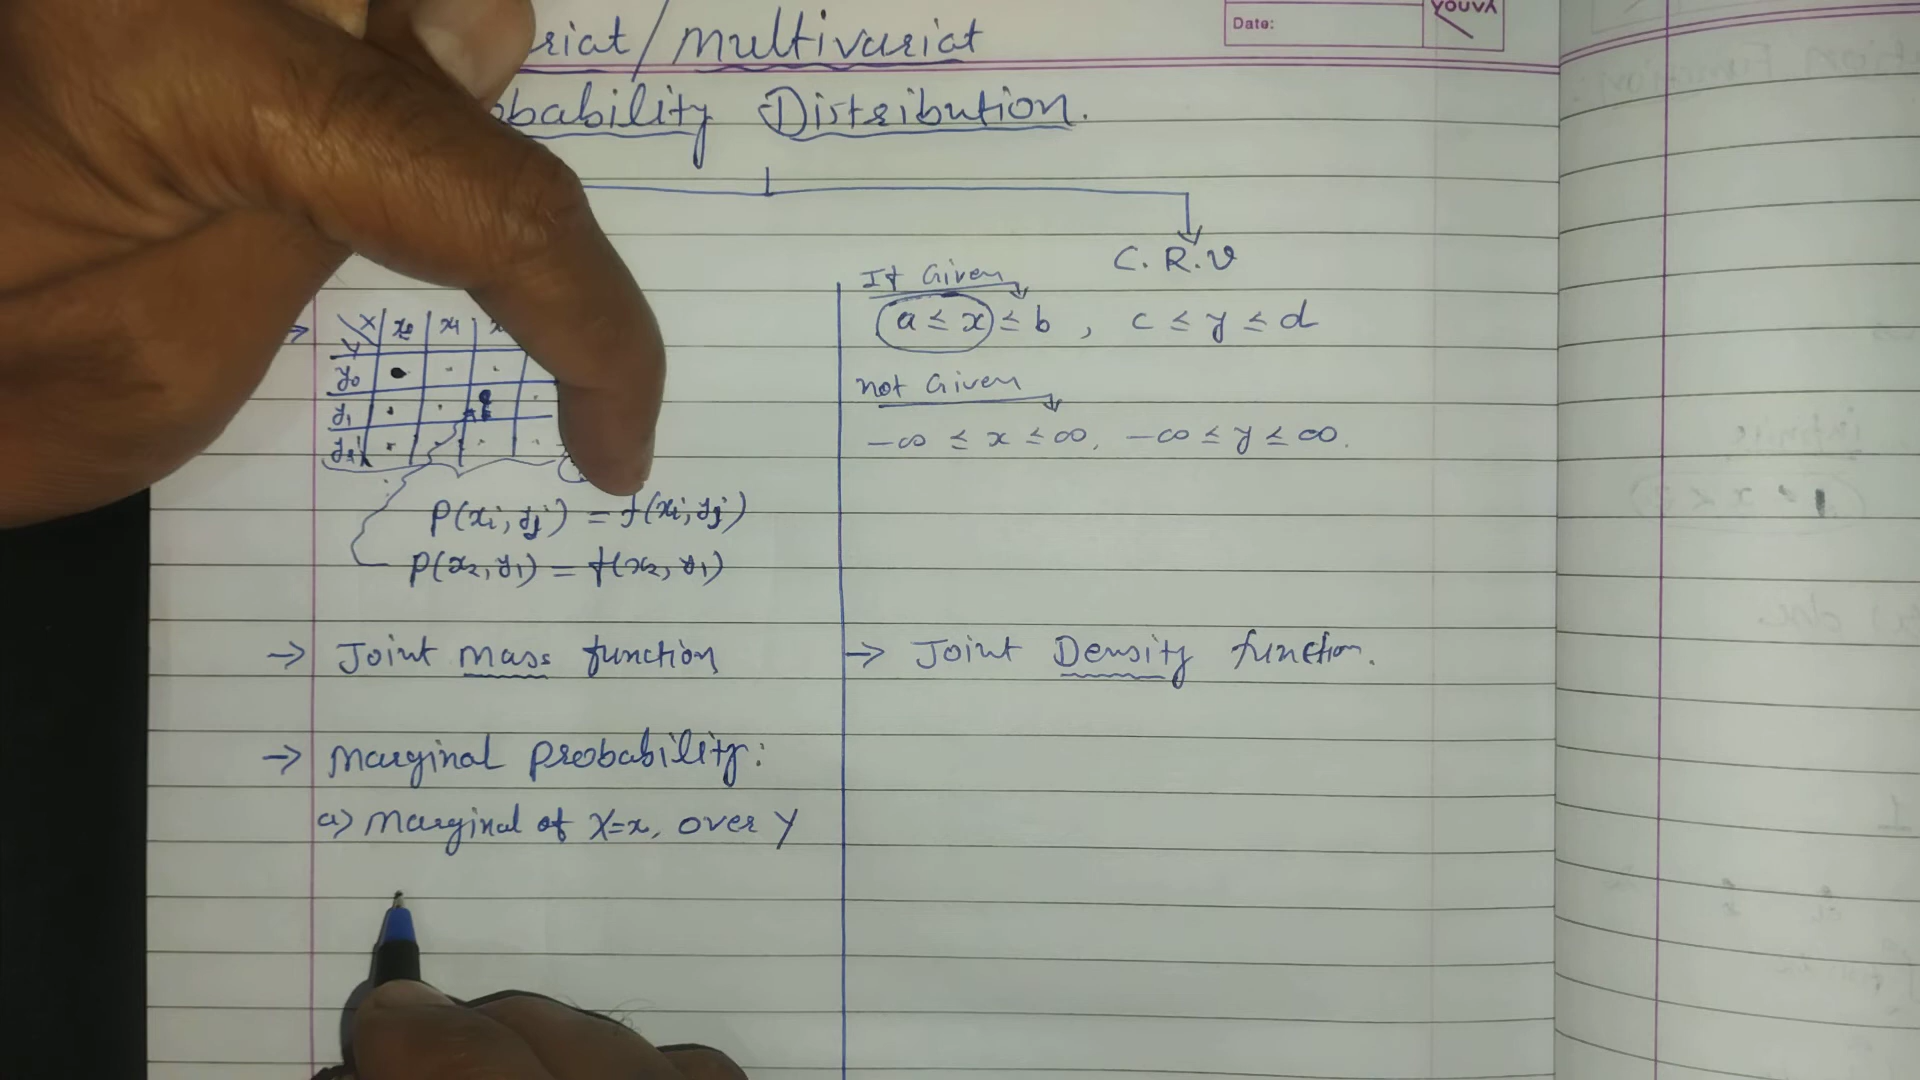 riat/multivariat
Date:
YOUVA
obability Distribution.
C. R. V
If Given
a ≤ x ≤ b , c ≤ y ≤ d
X x0 x1
Y
y0
y1
not Given
-∞ ≤ x ≤ ∞, -∞ ≤ y ≤ ∞.
P(xi, yj) = f(xi, yj)
P(x2, y1) = f(x2, y1)
→ Joint mass function
→ Joint Density function.
→ Marginal Probability:
a) Marginal of X=x, over Y